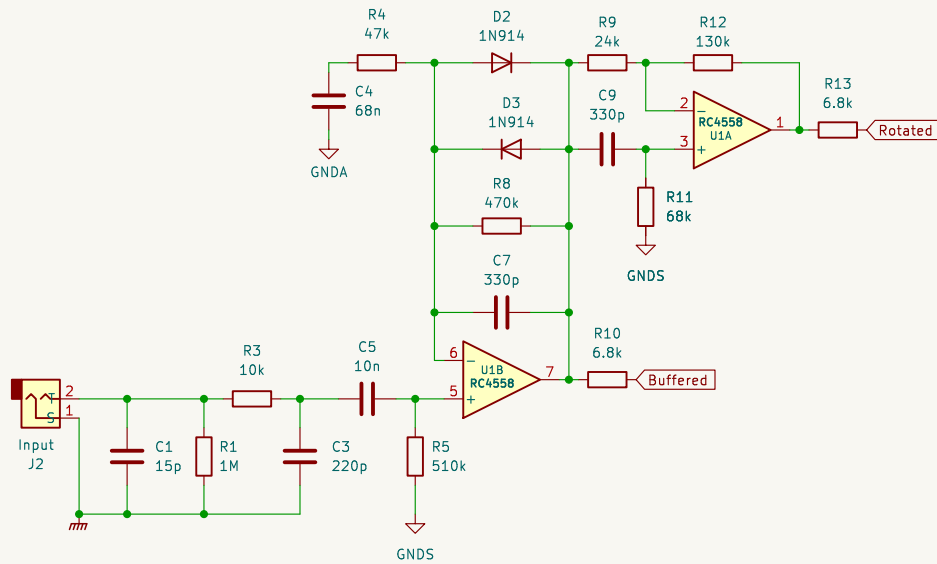 R4
47k
D2
1N914
R9
24k
R12
130k
C4
68n
GNDA
D3
1N914
C9
330p
2
−
RC4558
U1A
3
+
1
R13
6.8k
Rotated
R8
470k
R11
68k
GNDS
C7
330p
R3
10k
C5
10n
6
−
U1B
RC4558
5
+
7
R10
6.8k
Buffered
T
2
S
1
Input
J2
C1
15p
R1
1M
C3
220p
R5
510k
GNDS